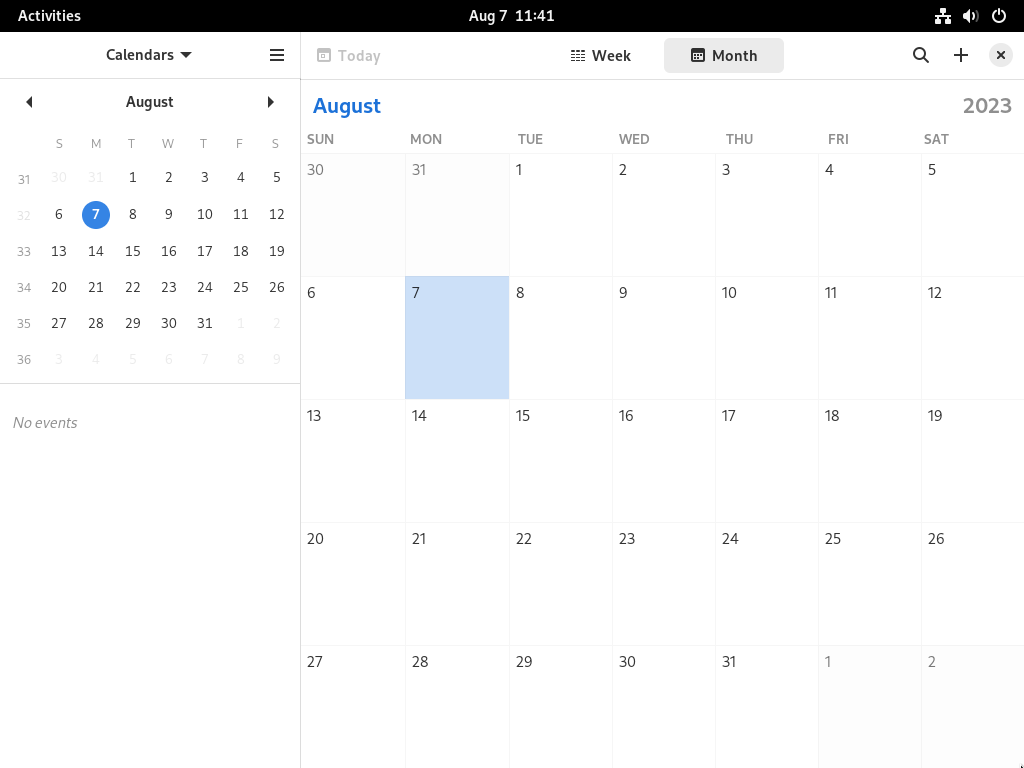 Activities
Aug 7 11:41
Calendars
Today
Week
Month
August
S M T W T F S
31 30 31 1 2 3 4 5
32 6 7 8 9 10 11 12
33 13 14 15 16 17 18 19
34 20 21 22 23 24 25 26
35 27 28 29 30 31 1 2
36 3 4 5 6 7 8 9
No events
August 2023
SUN MON TUE WED THU FRI SAT
30 31 1 2 3 4 5
6 7 8 9 10 11 12
13 14 15 16 17 18 19
20 21 22 23 24 25 26
27 28 29 30 31 1 2